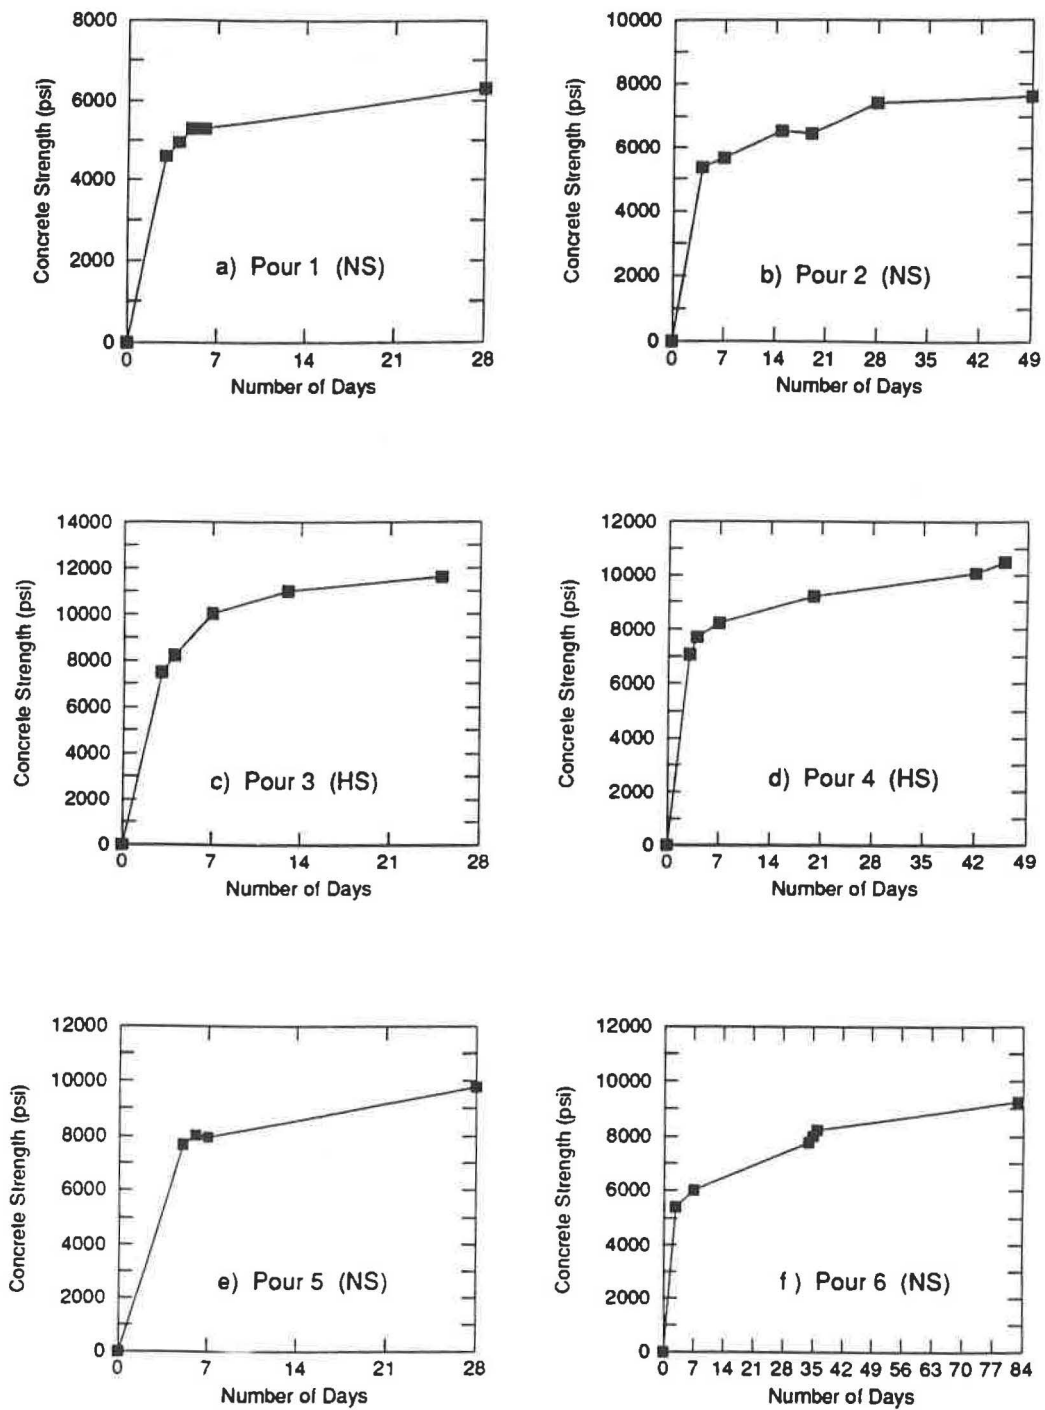 8000
6000
4000
2000
0
Concrete Strength (psi)
a) Pour 1 (NS)
0 7 14 21 28
Number of Days
10000
8000
6000
4000
2000
0
Concrete Strength (psi)
b) Pour 2 (NS)
0 7 14 21 28 35 42 49
Number of Days
14000
12000
10000
8000
6000
4000
2000
0
Concrete Strength (psi)
c) Pour 3 (HS)
0 7 14 21 28
Number of Days
12000
10000
8000
6000
4000
2000
0
Concrete Strength (psi)
d) Pour 4 (HS)
0 7 14 21 28 35 42 49
Number of Days
12000
10000
8000
6000
4000
2000
0
Concrete Strength (psi)
e) Pour 5 (NS)
0 7 14 21 28
Number of Days
12000
10000
8000
6000
4000
2000
0
Concrete Strength (psi)
f ) Pour 6 (NS)
0 7 14 21 28 35 42 49 56 63 70 77 84
Number of Days